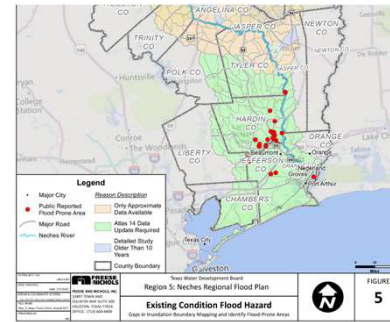 ANGELINA CO
HOUSTON
CO
JASPER CO
NEWTON
CO
TRINITY
CO
TYLER CO
POLK CO
Huntsville
College
Station
HARDIN
CO
Conroe
The Woodlands
ORANGE
CO
LIBERTY
CO
Beaumont
Orange
JEFFERSON
CO
Nederland
Groves
Port Arthur
CHAMBERS
CO
Texas City
Galveston
Legend
Major City
Public Reported
Flood Prone Area
Major Road
Neches River
Reason Description
Only Approximate
Data Available
Atlas 14 Data
Update Required
Detailed Study
Older Than 10
Years
County Boundary
FREESE
NICHOLS
Texas Water Development Board
Region 5: Neches Regional Flood Plan
Existing Condition Flood Hazard
Gaps in Inundation Boundary Mapping and Identify Flood-Prone Areas
N
FIGURE
5